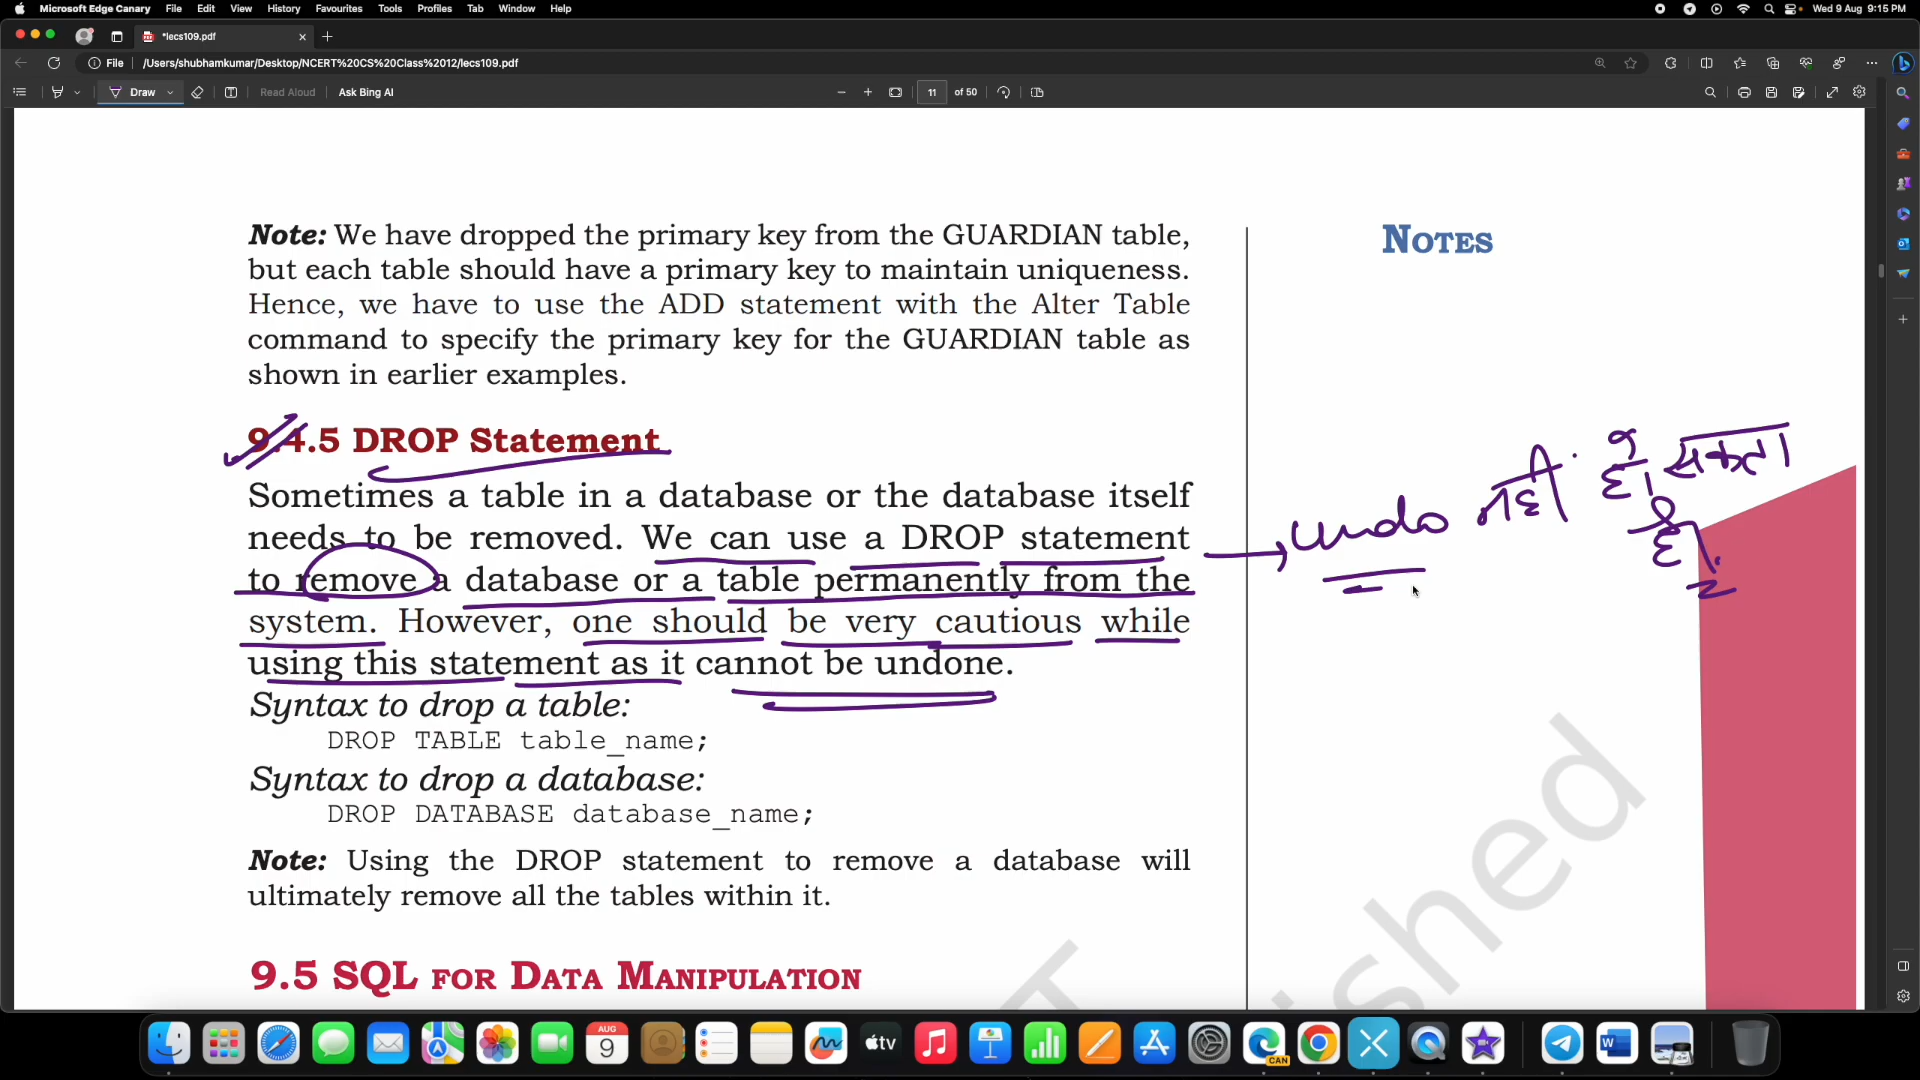 Microsoft Edge Canary File Edit View History Favourites Tools Profiles Tab Window Help Wed 9 Aug 9:15 PM
*lecs109.pdf
File /Users/shubhamkumar/Desktop/NCERT%20CS%20Class%2012/lecs109.pdf
Draw Read Aloud Ask Bing AI 11 of 50
Note: We have dropped the primary key from the GUARDIAN table,
but each table should have a primary key to maintain uniqueness.
Hence, we have to use the ADD statement with the Alter Table
command to specify the primary key for the GUARDIAN table as
shown in earlier examples.
NOTES
9.4.5 DROP Statement
Sometimes a table in a database or the database itself
needs to be removed. We can use a DROP statement
to remove a database or a table permanently from the
system. However, one should be very cautious while
using this statement as it cannot be undone.
undo नहीं हो सकता
है।
Syntax to drop a table:
DROP TABLE table_name;
Syntax to drop a database:
DROP DATABASE database_name;
Note: Using the DROP statement to remove a database will
ultimately remove all the tables within it.
9.5 SQL FOR DATA MANIPULATION
shed
AUG
9
tv
CAN
W